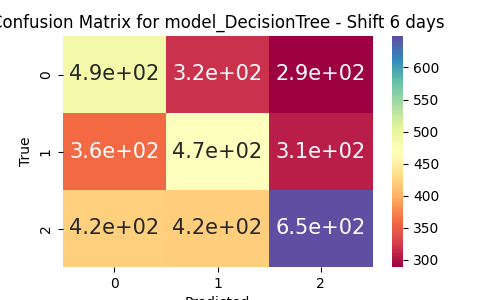 Confusion Matrix for model_DecisionTree - Shift 6 days
0 4.9e+02 3.2e+02 2.9e+02
1 3.6e+02 4.7e+02 3.1e+02
2 4.2e+02 4.2e+02 6.5e+02
True
0 1 2
Predicted
600
550
500
450
400
350
300